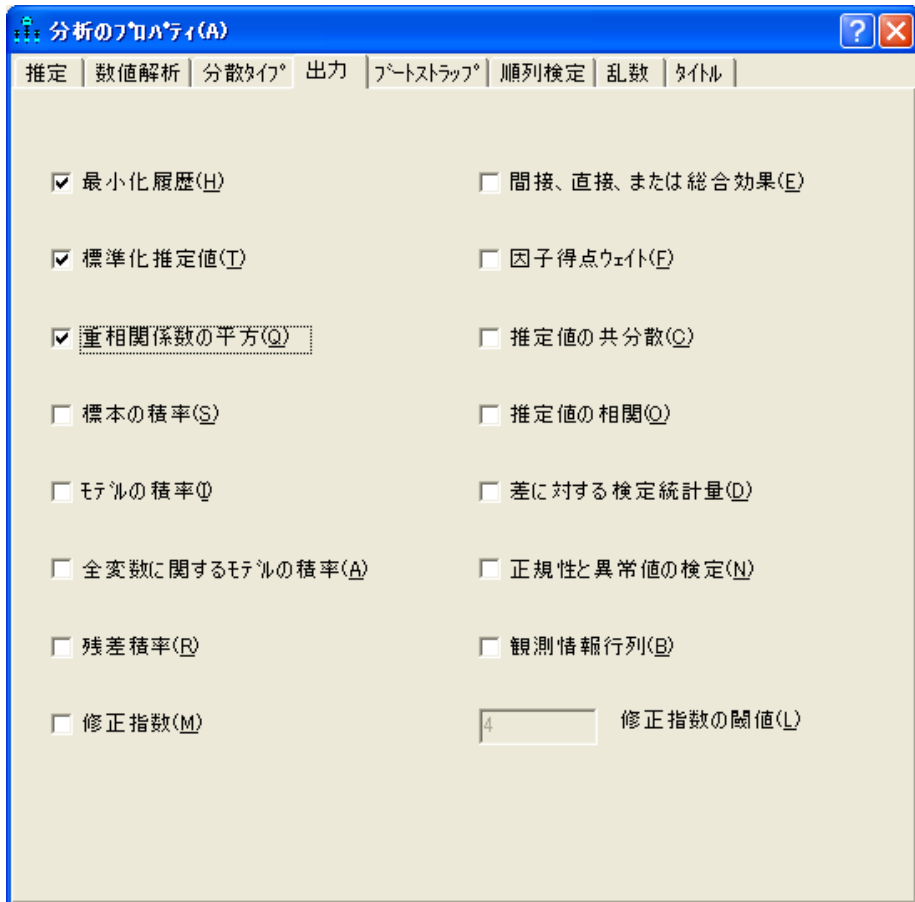 分析のﾌﾟﾛﾊﾟﾃｨ(A)
推定 数値解析 分散ﾀｲﾌﾟ 出力 ﾌﾞｰﾄｽﾄﾗｯﾌﾟ 順列検定 乱数 ﾀｲﾄﾙ
最小化履歴(H) 間接、直接、または総合効果(E)
標準化推定値(T) 因子得点ｳｪｲﾄ(F)
重相関係数の平方(Q) 推定値の共分散(C)
標本の積率(S) 推定値の相関(O)
ﾓﾃﾞﾙの積率(I) 差に対する検定統計量(D)
全変数に関するﾓﾃﾞﾙの積率(A) 正規性と異常値の検定(N)
残差積率(R) 観測情報行列(B)
修正指数(M) 4 修正指数の閾値(L)